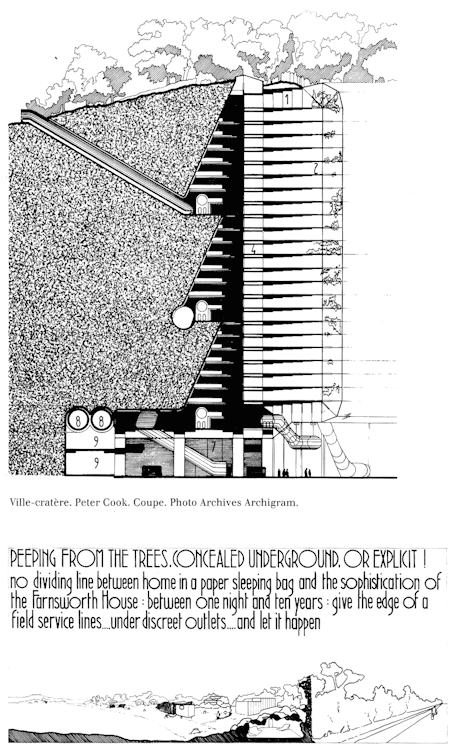 1
2
4
8 8
9
9
7
Ville-cratère. Peter Cook. Coupe. Photo Archives Archigram.
PEEPING FROM THE TREES.CONCEALED UNDERGROUND. OR EXPLICIT !
no dividing line between home in a paper sleeping bag and the sophistication of
the Farnsworth House : between one night and ten years : give the edge of a
field service lines....under discreet outlets....and let it happen